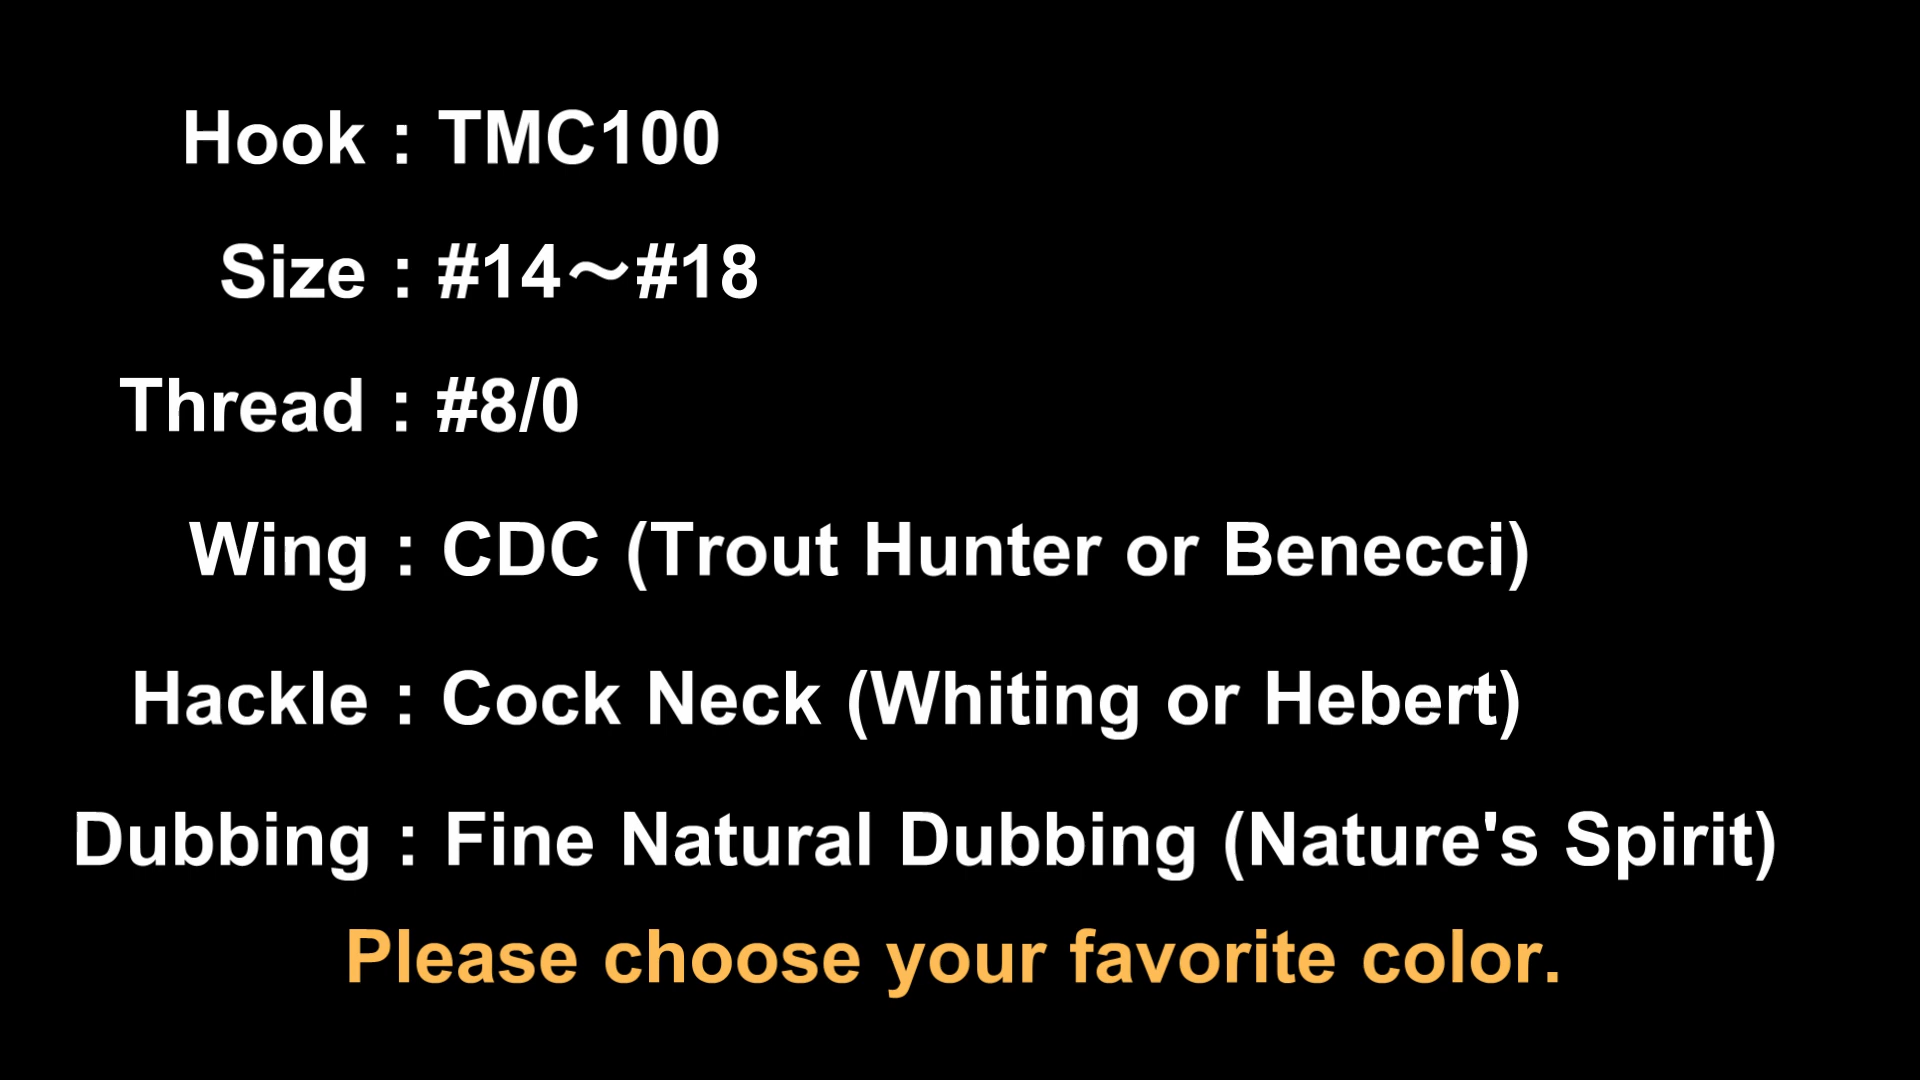 Hook : TMC100
Size : #14～#18
Thread : #8/0
Wing : CDC (Trout Hunter or Benecci)
Hackle : Cock Neck (Whiting or Hebert)
Dubbing : Fine Natural Dubbing (Nature's Spirit)
Please choose your favorite color.